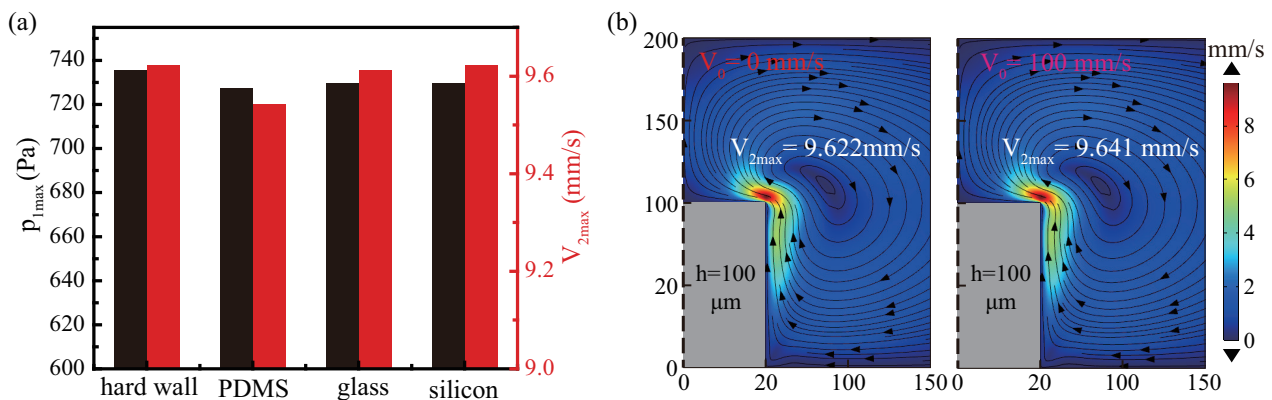 (a)
740
720
700
680
660
640
620
600
p1max (Pa)
9.6
9.4
9.2
9.0
V2max (mm/s)
hard wall PDMS glass silicon
(b)
200
150
100
20
0
V0 = 0 mm/s
V2max= 9.622mm/s
h=100
μm
0 20 100 150
V0 = 100 mm/s
V2max= 9.641 mm/s
h=100
μm
0 20 100 150
mm/s
8
6
4
2
0